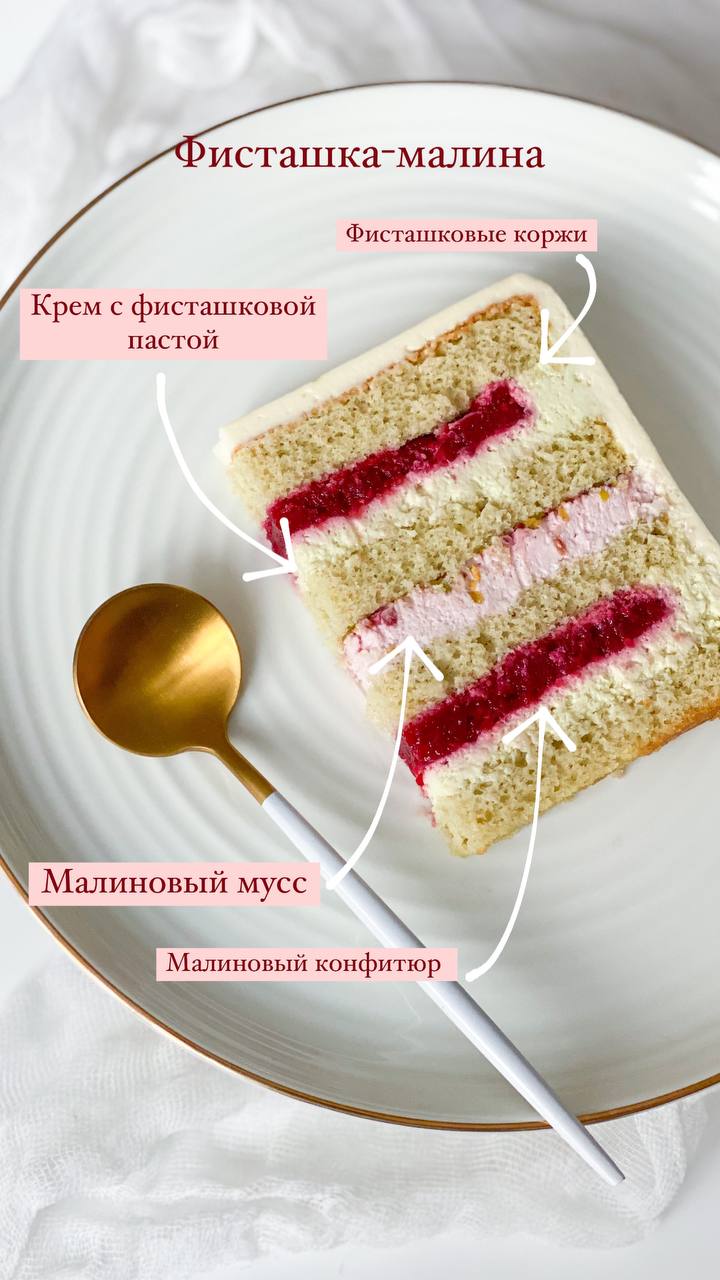 Фисташка-малина
Фисташковые коржи
Крем с фисташковой
пастой
Малиновый мусс
Малиновый конфитюр